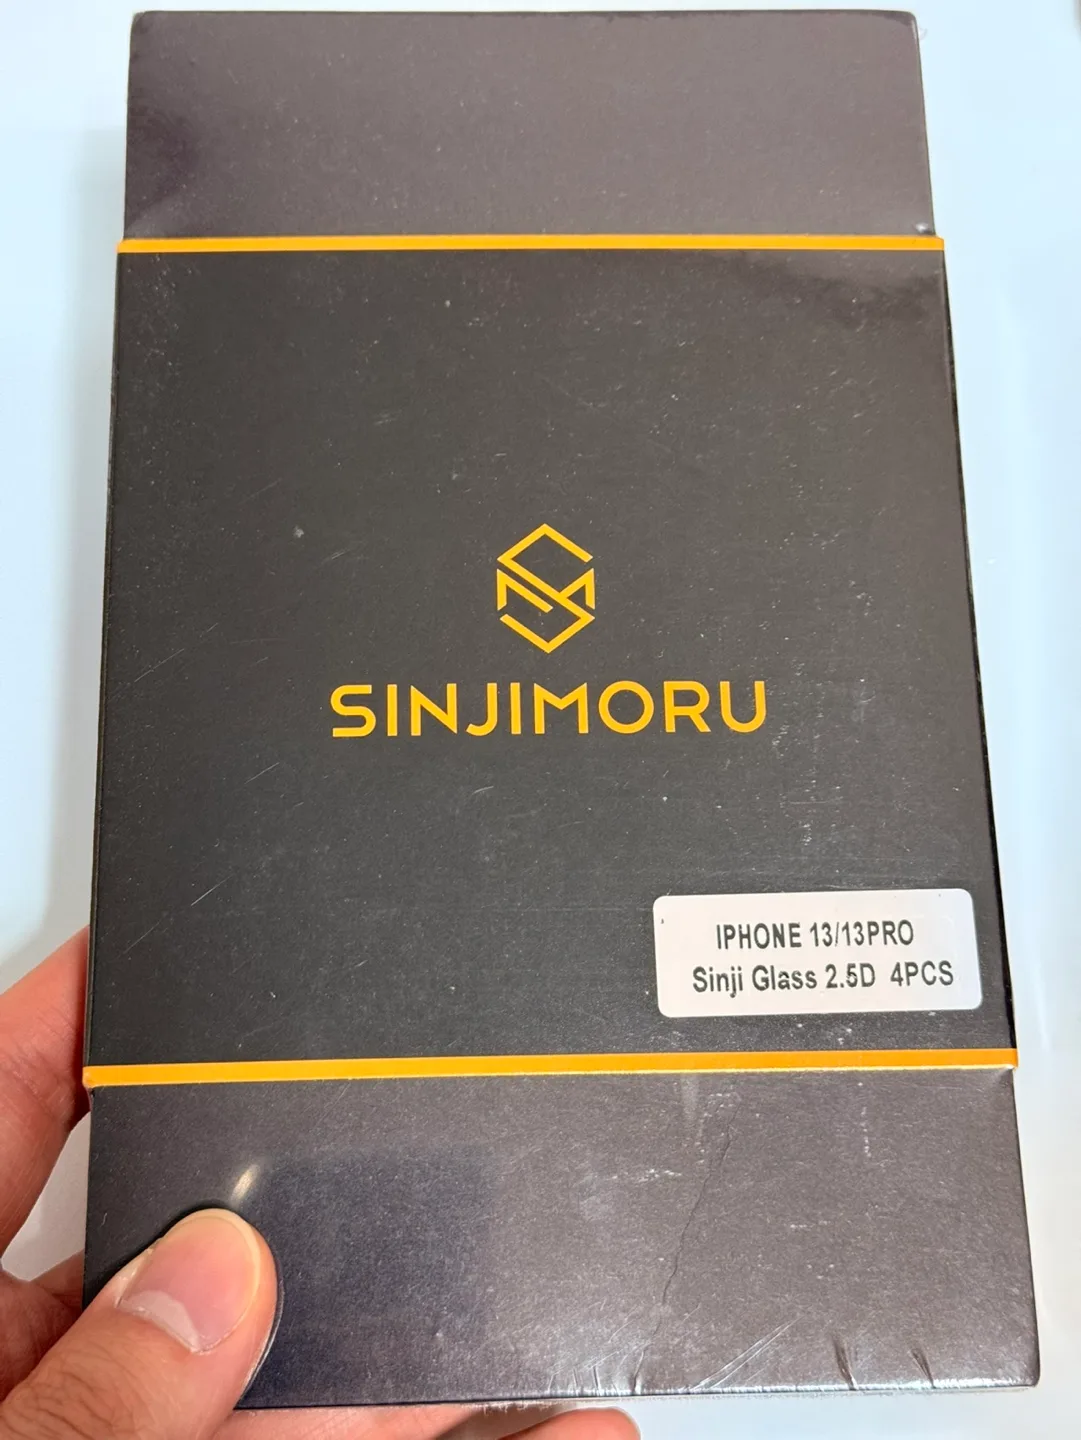 SINJIMORU
IPHONE 13/13PRO
Sinji Glass 2.5D 4PCS